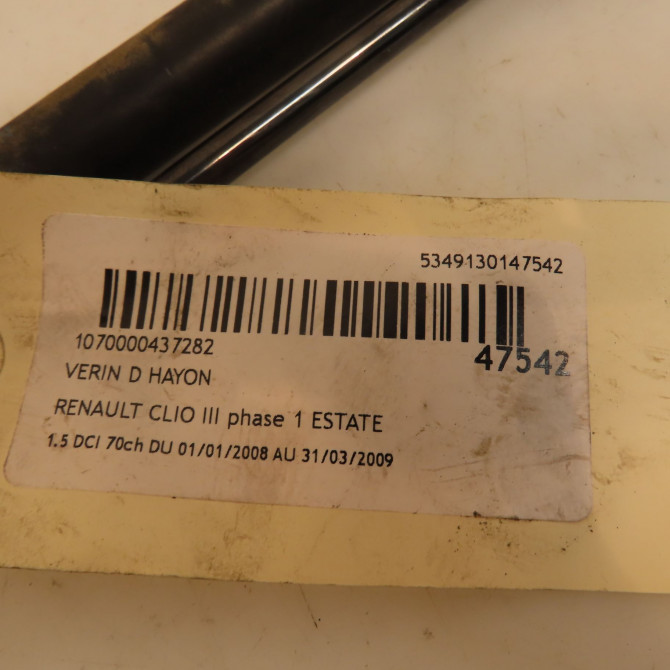 5349130147542
1070000437282
47542
VERIN D HAYON
RENAULT CLIO III phase 1 ESTATE
1.5 DCI 70ch DU 01/01/2008 AU 31/03/2009